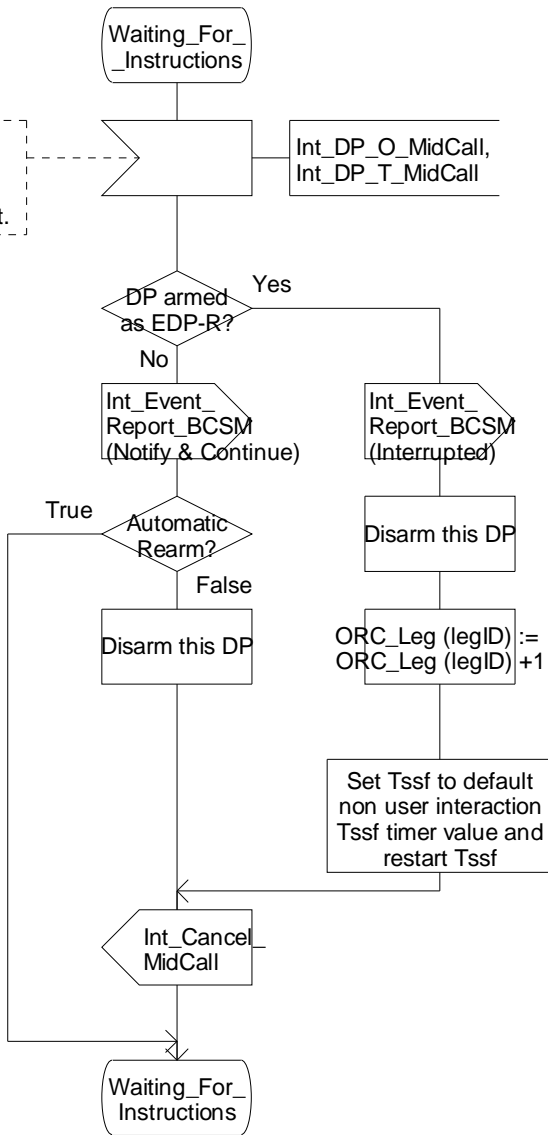 Waiting_For_
_Instructions
Int_DP_O_MidCall,
Int_DP_T_MidCall
t.
DP armed
as EDP-R?
Yes
No
Int_Event_
Report_BCSM
(Notify & Continue)
Int_Event_
Report_BCSM
(Interrupted)
True
Automatic
Rearm?
False
Disarm this DP
Disarm this DP
ORC_Leg (legID) :=
ORC_Leg (legID) +1
Set Tssf to default
non user interaction
Tssf timer value and
restart Tssf
Int_Cancel_
MidCall
Waiting_For_
Instructions